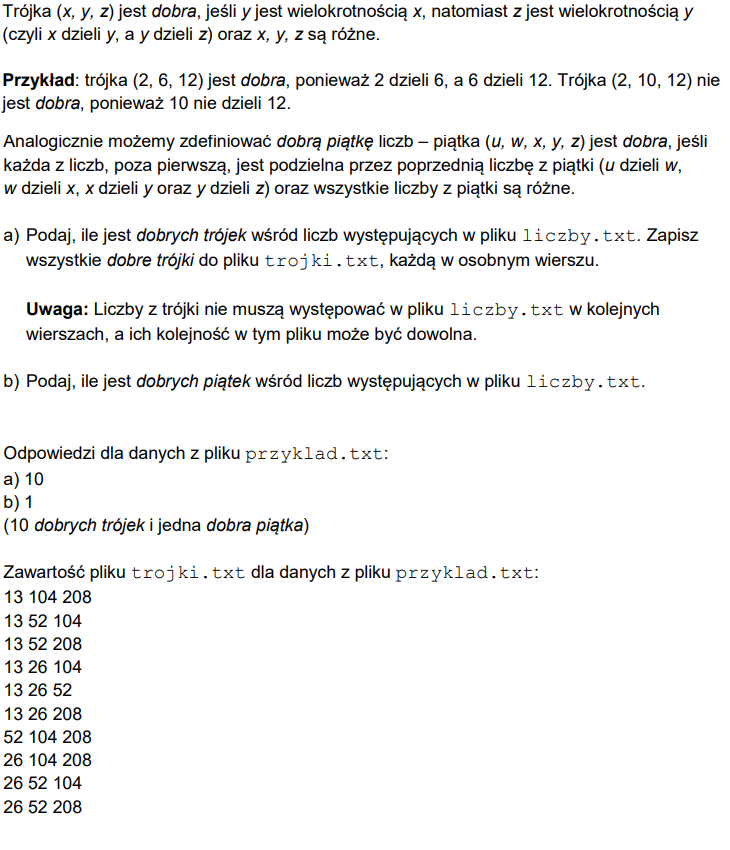 Trójka (x, y, z) jest dobra, jeśli y jest wielokrotnością x, natomiast z jest wielokrotnością y
(czyli x dzieli y, a y dzieli z) oraz x, y, z są różne.
Przykład: trójka (2, 6, 12) jest dobra, ponieważ 2 dzieli 6, a 6 dzieli 12. Trójka (2, 10, 12) nie
jest dobra, ponieważ 10 nie dzieli 12.
Analogicznie możemy zdefiniować dobrą piątkę liczb – piątka (u, w, x, y, z) jest dobra, jeśli
każda z liczb, poza pierwszą, jest podzielna przez poprzednią liczbę z piątki (u dzieli w,
w dzieli x, x dzieli y oraz y dzieli z) oraz wszystkie liczby z piątki są różne.
a) Podaj, ile jest dobrych trójek wśród liczb występujących w pliku liczby.txt. Zapisz
wszystkie dobre trójki do pliku trojki.txt, każdą w osobnym wierszu.
Uwaga: Liczby z trójki nie muszą występować w pliku liczby.txt w kolejnych
wierszach, a ich kolejność w tym pliku może być dowolna.
b) Podaj, ile jest dobrych piątek wśród liczb występujących w pliku liczby.txt.
Odpowiedzi dla danych z pliku przyklad.txt:
a) 10
b) 1
(10 dobrych trójek i jedna dobra piątka)
Zawartość pliku trojki.txt dla danych z pliku przyklad.txt:
13 104 208
13 52 104
13 52 208
13 26 104
13 26 52
13 26 208
52 104 208
26 104 208
26 52 104
26 52 208